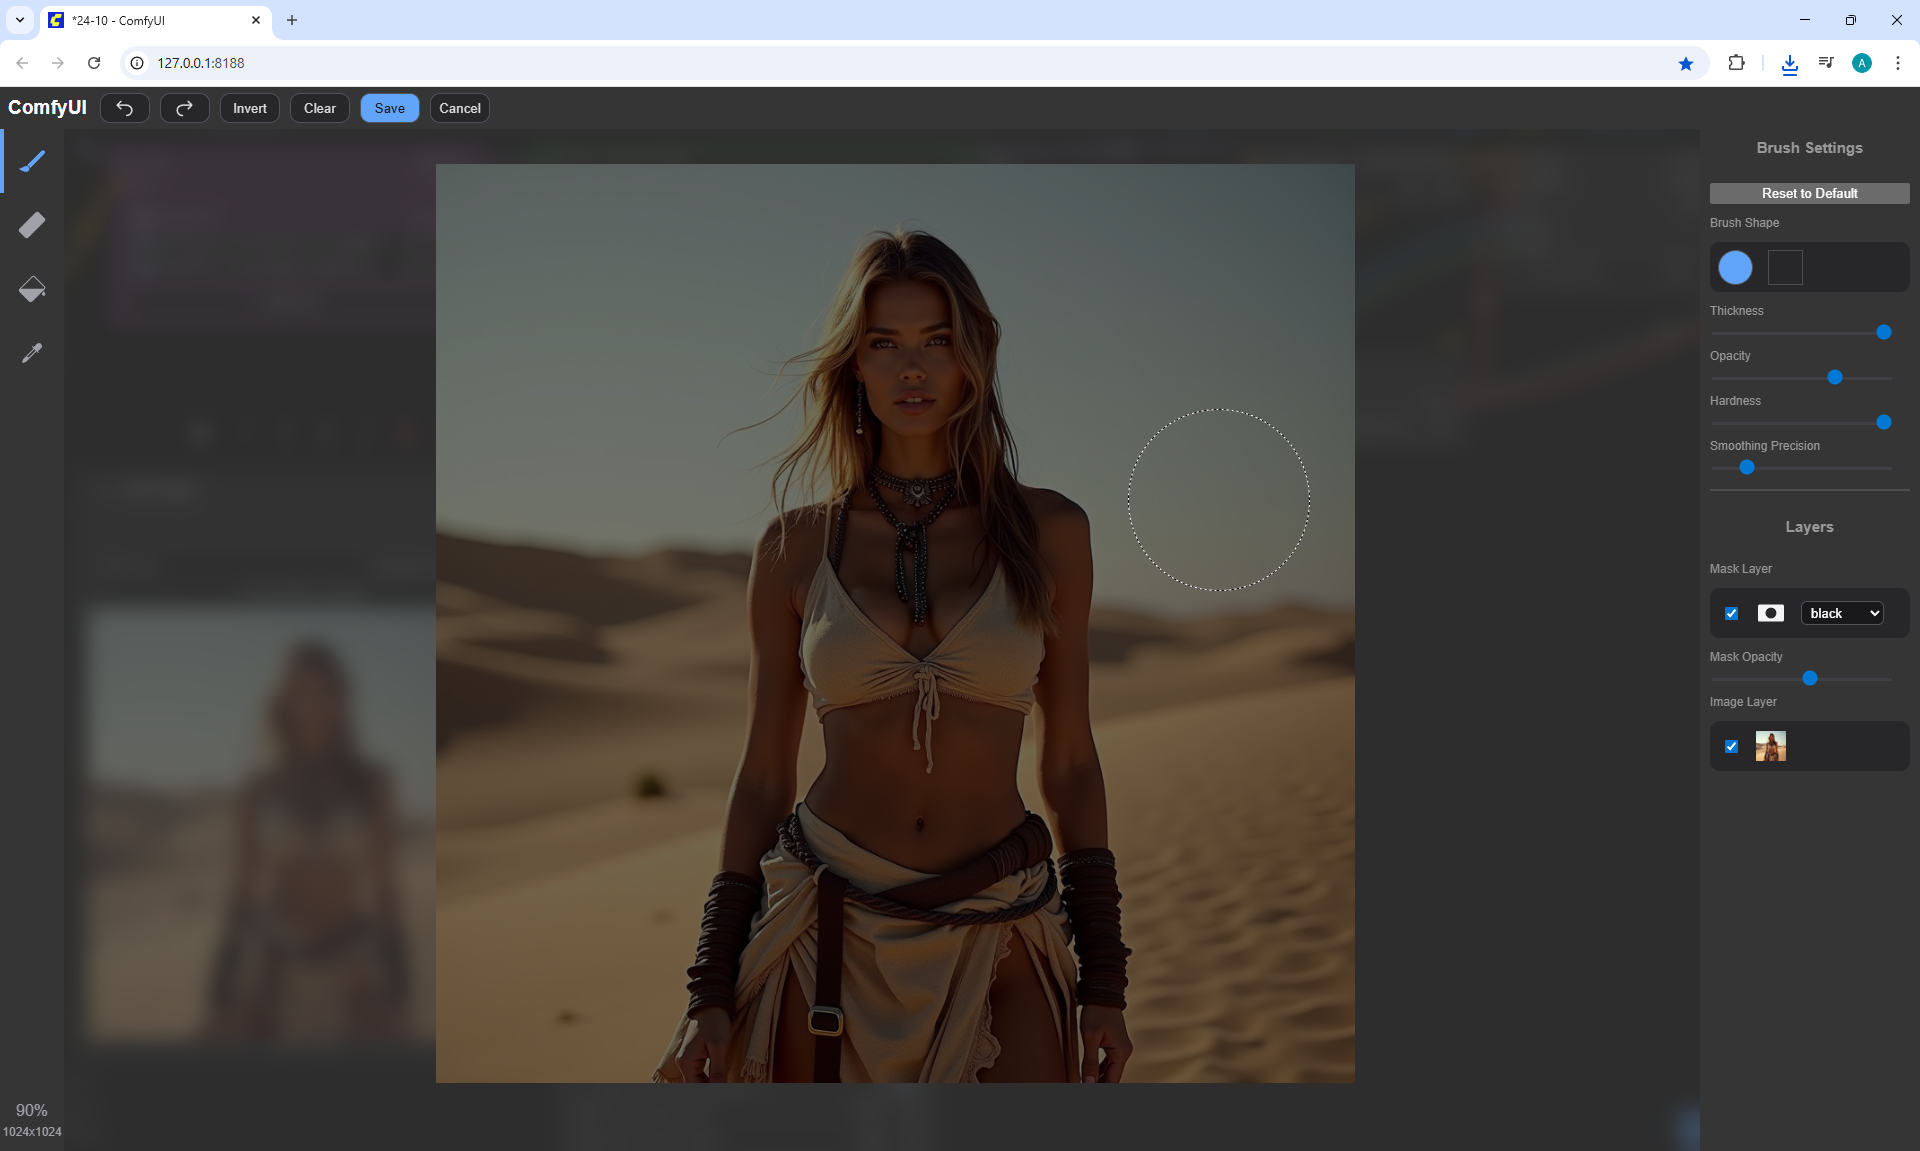 *24-10 - ComfyUI
127.0.0.1:8188
ComfyUI
Invert
Clear
Save
Cancel
A
Brush Settings
Reset to Default
Brush Shape
Thickness
Opacity
Hardness
Smoothing Precision
Layers
Mask Layer
black
Mask Opacity
Image Layer
90%
1024x1024